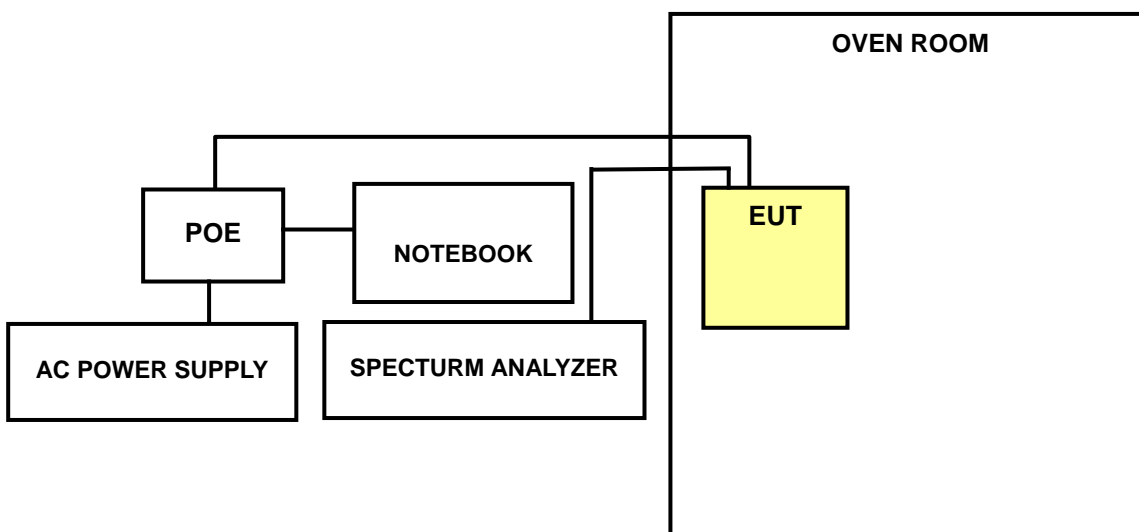 OVEN ROOM
POE
NOTEBOOK
EUT
AC POWER SUPPLY
SPECTURM ANALYZER